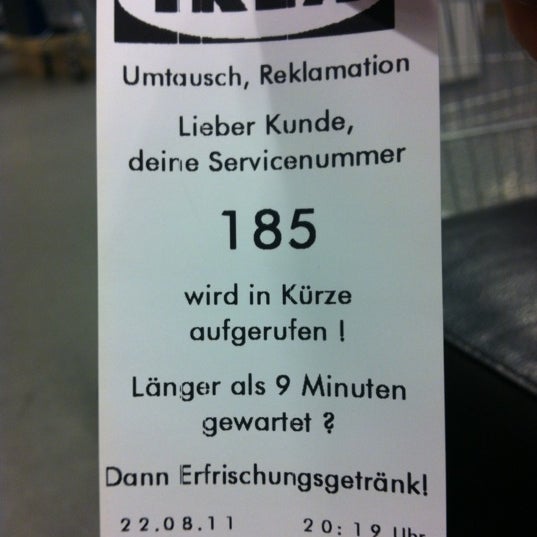 IKEA
Umtausch, Reklamation
Lieber Kunde,
deine Servicenummer
185
wird in Kürze
aufgerufen !
Länger als 9 Minuten
gewartet ?
Dann Erfrischungsgetränk!
22.08.11 20:19 Uhr